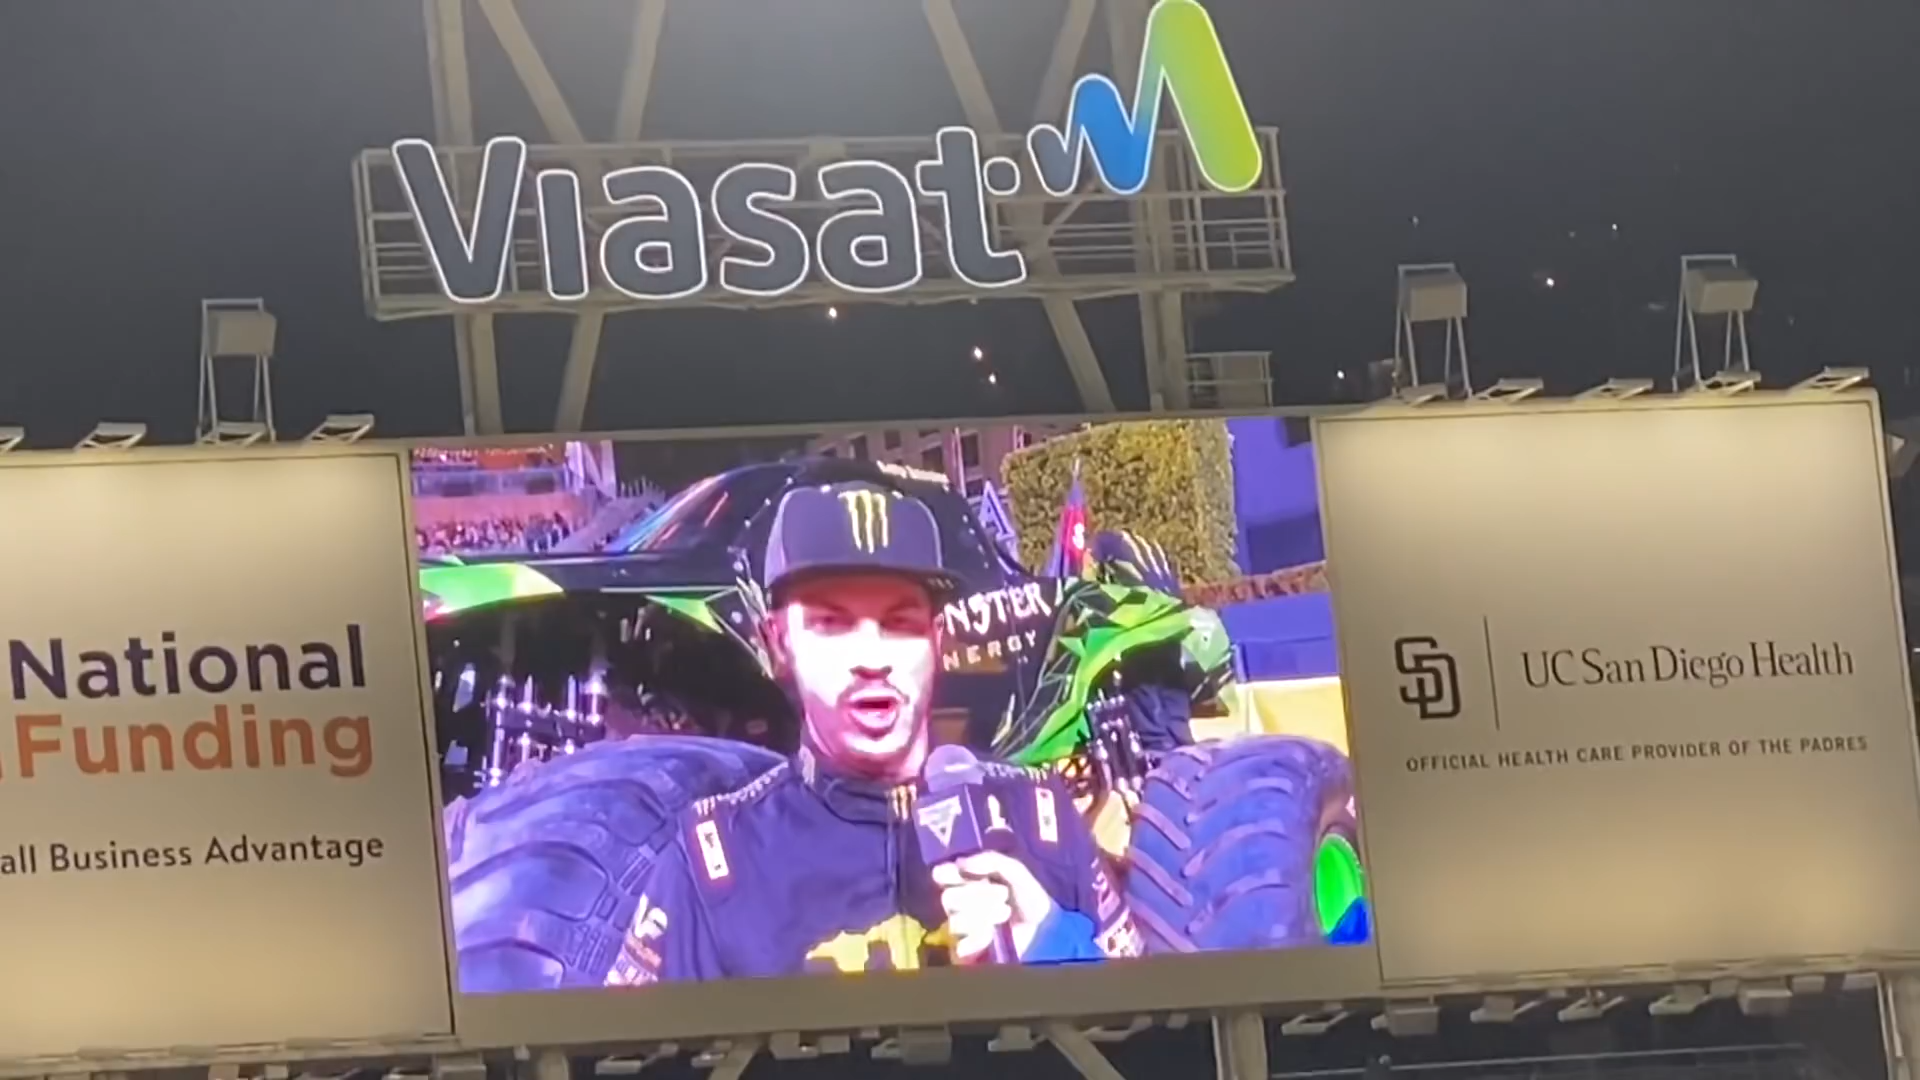 Viasat
National
Funding
all Business Advantage
NSTER
NERGY
SD
UC San Diego Health
OFFICIAL HEALTH CARE PROVIDER OF THE PADRES